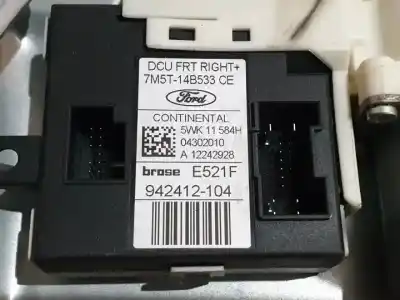 DCU FRT RIGHT+
7M5T-14B533 CE
Ford
CONTINENTAL
5WK 11 584H
04302010
A 12242928
brose E521F
942412-104